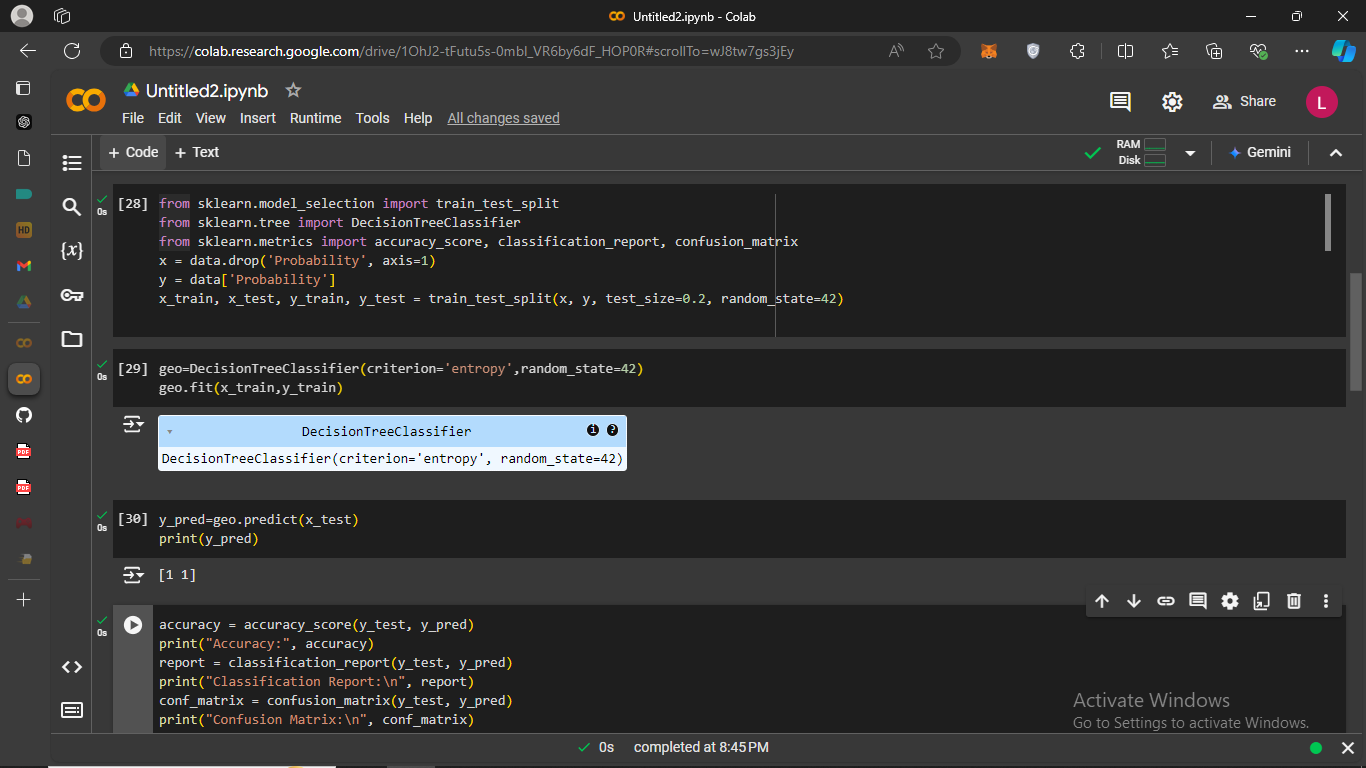 Untitled2.ipynb - Colab
https://colab.research.google.com/drive/1OhJ2-tFutu5s-0mbl_VR6by6dF_HOP0R#scrollTo=wJ8tw7gs3jEy
Untitled2.ipynb
File Edit View Insert Runtime Tools Help All changes saved
Share
L
+ Code + Text
RAM
Disk
Gemini
HD
PDF
PDF
{x}
0s
[28] from sklearn.model_selection import train_test_split
from sklearn.tree import DecisionTreeClassifier
from sklearn.metrics import accuracy_score, classification_report, confusion_matrix
x = data.drop('Probability', axis=1)
y = data['Probability']
x_train, x_test, y_train, y_test = train_test_split(x, y, test_size=0.2, random_state=42)
0s
[29] geo=DecisionTreeClassifier(criterion='entropy',random_state=42)
geo.fit(x_train,y_train)
DecisionTreeClassifier
DecisionTreeClassifier(criterion='entropy', random_state=42)
0s
[30] y_pred=geo.predict(x_test)
print(y_pred)
[1 1]
0s
accuracy = accuracy_score(y_test, y_pred)
print("Accuracy:", accuracy)
report = classification_report(y_test, y_pred)
print("Classification Report:\n", report)
conf_matrix = confusion_matrix(y_test, y_pred)
print("Confusion Matrix:\n", conf_matrix)
Activate Windows
Go to Settings to activate Windows.
0s completed at 8:45 PM